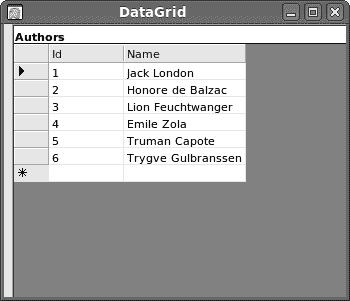 DataGrid
Authors
Id Name
1 Jack London
2 Honore de Balzac
3 Lion Feuchtwanger
4 Emile Zola
5 Truman Capote
6 Trygve Gulbranssen
*